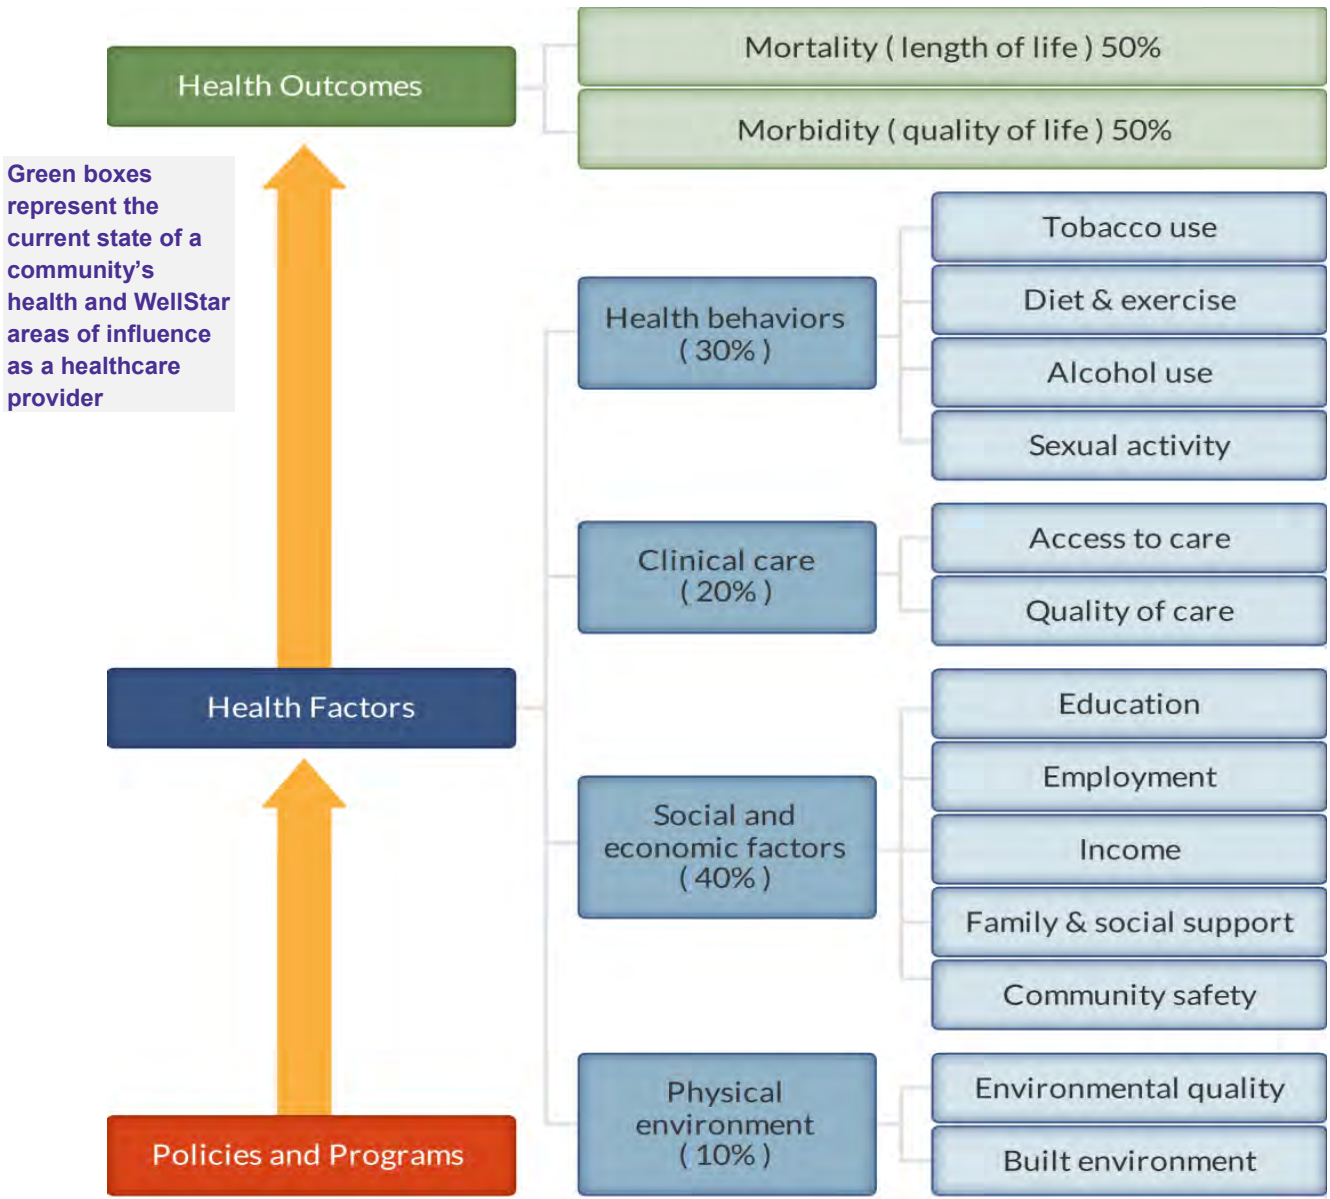 Health Outcomes
Mortality ( length of life ) 50%
Morbidity ( quality of life ) 50%
Green boxes
represent the
current state of a
community’s
health and WellStar
areas of influence
as a healthcare
provider
Health Factors
Health behaviors
( 30% )
Tobacco use
Diet & exercise
Alcohol use
Sexual activity
Clinical care
( 20% )
Access to care
Quality of care
Social and
economic factors
( 40% )
Education
Employment
Income
Family & social support
Community safety
Physical
environment
( 10% )
Environmental quality
Built environment
Policies and Programs